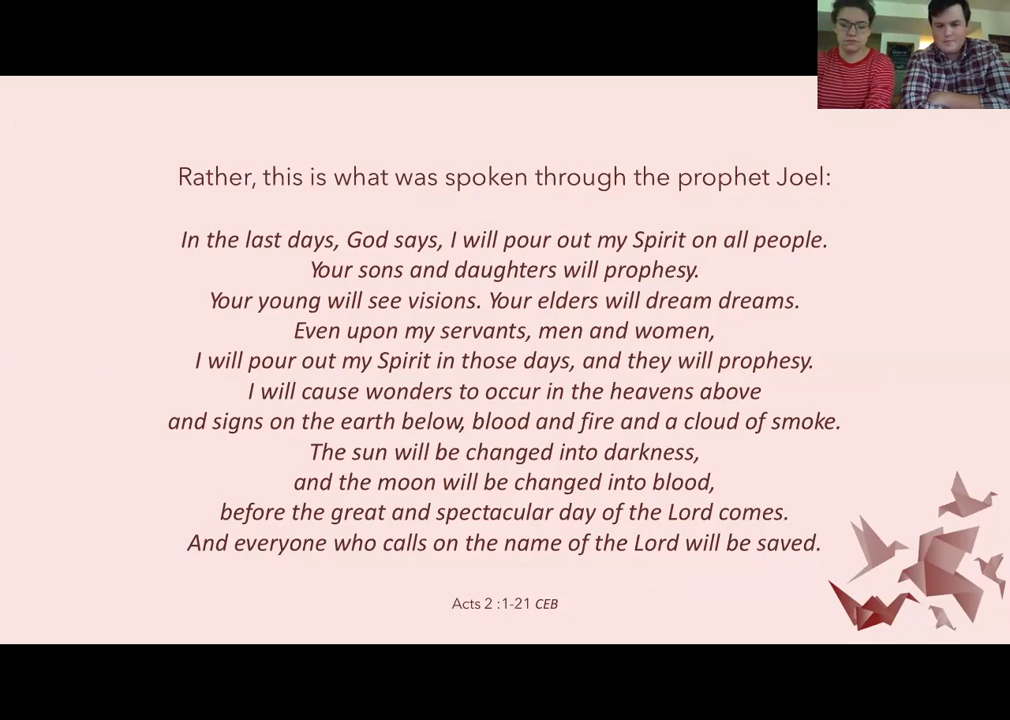 Rather, this is what was spoken through the prophet Joel:
In the last days, God says, I will pour out my Spirit on all people.
Your sons and daughters will prophesy.
Your young will see visions. Your elders will dream dreams.
Even upon my servants, men and women,
I will pour out my Spirit in those days, and they will prophesy.
I will cause wonders to occur in the heavens above
and signs on the earth below, blood and fire and a cloud of smoke.
The sun will be changed into darkness,
and the moon will be changed into blood,
before the great and spectacular day of the Lord comes.
And everyone who calls on the name of the Lord will be saved.
Acts 2 :1-21 CEB